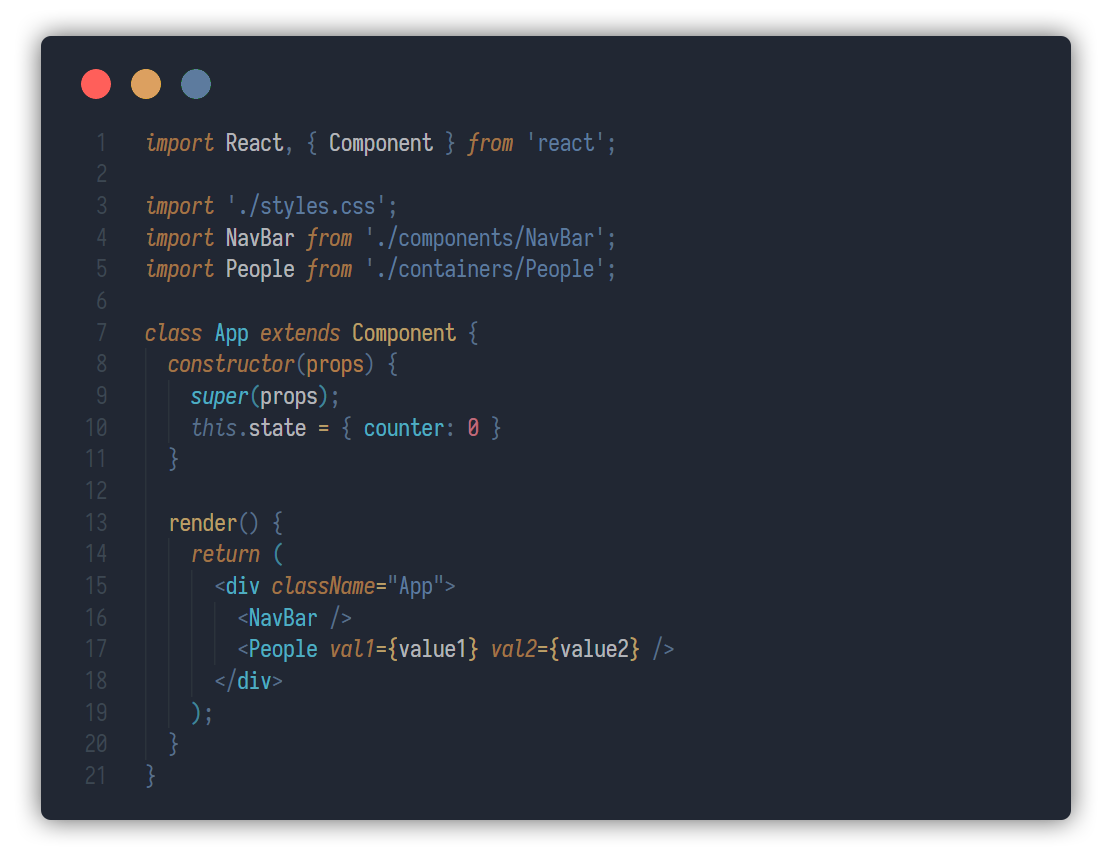 1 import React, { Component } from 'react';
2
3 import './styles.css';
4 import NavBar from './components/NavBar';
5 import People from './containers/People';
6
7 class App extends Component {
8   constructor(props) {
9     super(props);
10     this.state = { counter: 0 }
11   }
12
13   render() {
14     return (
15       <div className="App">
16         <NavBar />
17         <People val1={value1} val2={value2} />
18       </div>
19     );
20   }
21 }